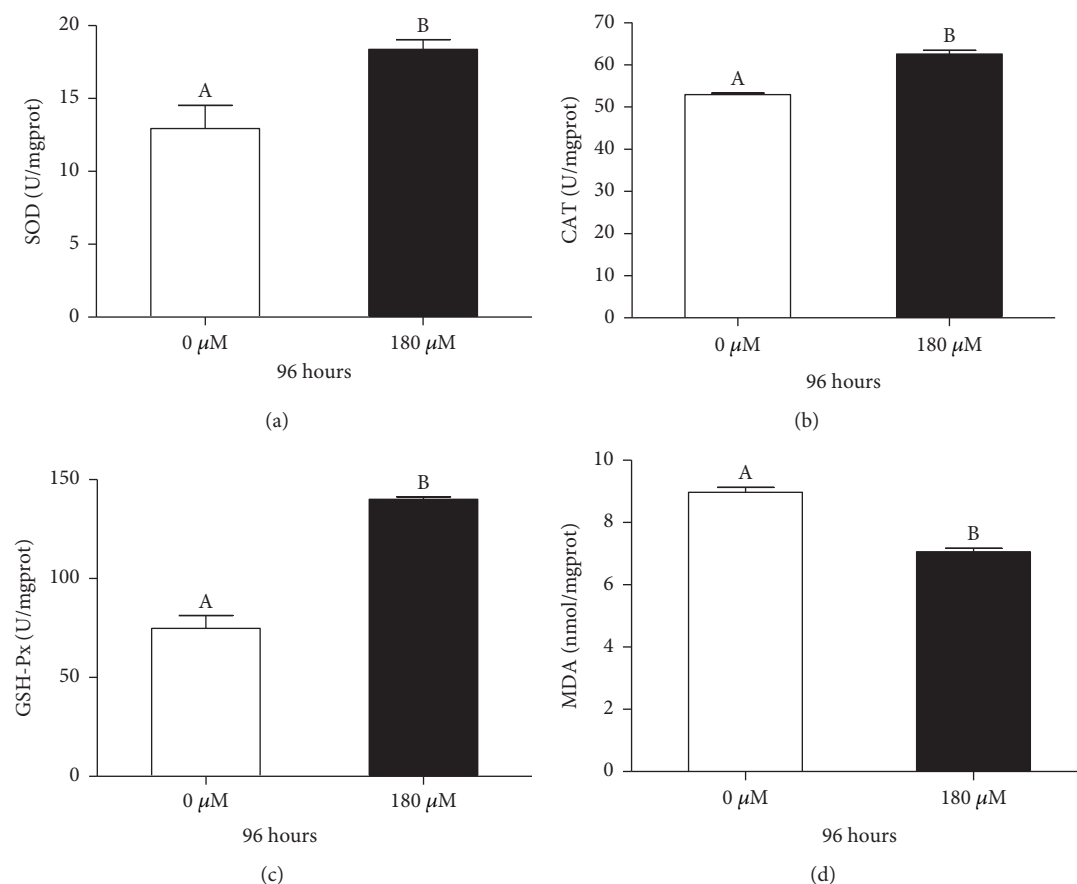 20
15
10
5
0
SOD (U/mgprot)
A
B
0 μM
180 μM
96 hours
(a)
70
60
50
40
30
20
10
0
CAT (U/mgprot)
A
B
0 μM
180 μM
96 hours
(b)
150
100
50
0
GSH-Px (U/mgprot)
A
B
0 μM
180 μM
96 hours
(c)
10
8
6
4
2
0
MDA (nmol/mgprot)
A
B
0 μM
180 μM
96 hours
(d)